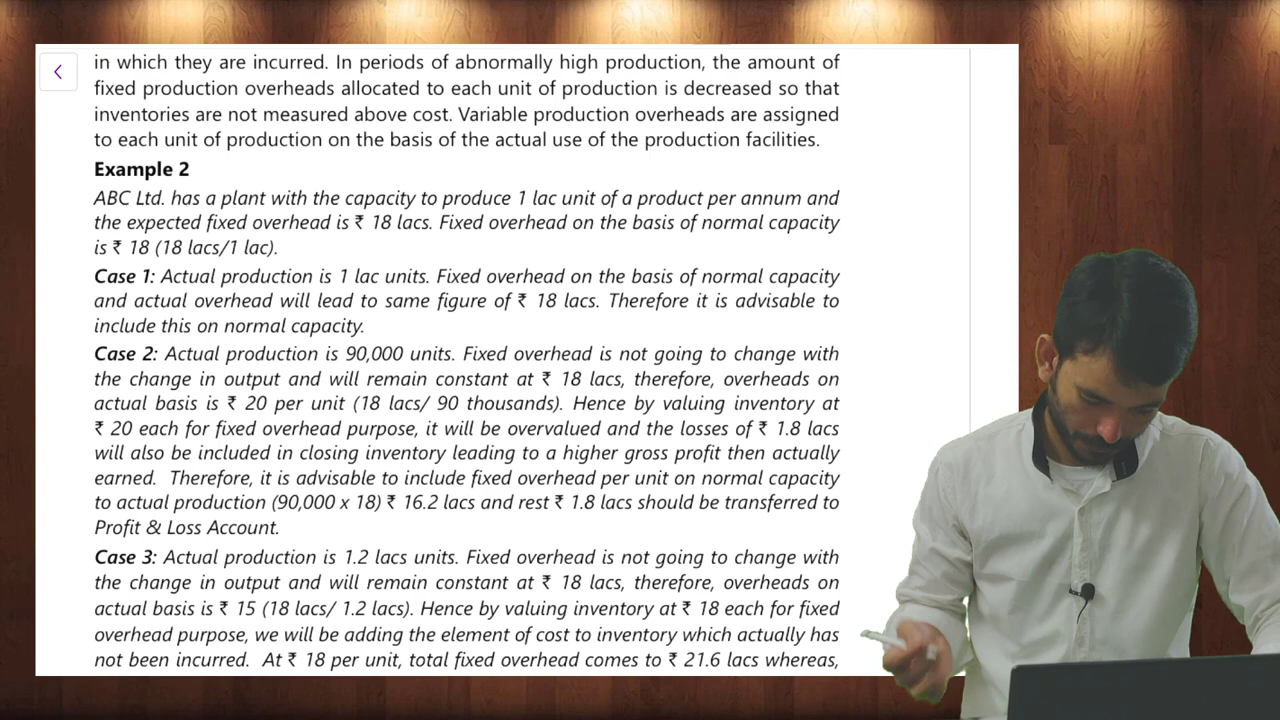 in which they are incurred. In periods of abnormally high production, the amount of
fixed production overheads allocated to each unit of production is decreased so that
inventories are not measured above cost. Variable production overheads are assigned
to each unit of production on the basis of the actual use of the production facilities.
Example 2
ABC Ltd. has a plant with the capacity to produce 1 lac unit of a product per annum and
the expected fixed overhead is ₹ 18 lacs. Fixed overhead on the basis of normal capacity
is ₹ 18 (18 lacs/1 lac).
Case 1: Actual production is 1 lac units. Fixed overhead on the basis of normal capacity
and actual overhead will lead to same figure of ₹ 18 lacs. Therefore it is advisable to
include this on normal capacity.
Case 2: Actual production is 90,000 units. Fixed overhead is not going to change with
the change in output and will remain constant at ₹ 18 lacs, therefore, overheads on
actual basis is ₹ 20 per unit (18 lacs/ 90 thousands). Hence by valuing inventory at
₹ 20 each for fixed overhead purpose, it will be overvalued and the losses of ₹ 1.8 lacs
will also be included in closing inventory leading to a higher gross profit then actually
earned. Therefore, it is advisable to include fixed overhead per unit on normal capacity
to actual production (90,000 x 18) ₹ 16.2 lacs and rest ₹ 1.8 lacs should be transferred to
Profit & Loss Account.
Case 3: Actual production is 1.2 lacs units. Fixed overhead is not going to change with
the change in output and will remain constant at ₹ 18 lacs, therefore, overheads on
actual basis is ₹ 15 (18 lacs/ 1.2 lacs). Hence by valuing inventory at ₹ 18 each for fixed
overhead purpose, we will be adding the element of cost to inventory which actually has
not been incurred. At ₹ 18 per unit, total fixed overhead comes to ₹ 21.6 lacs whereas,